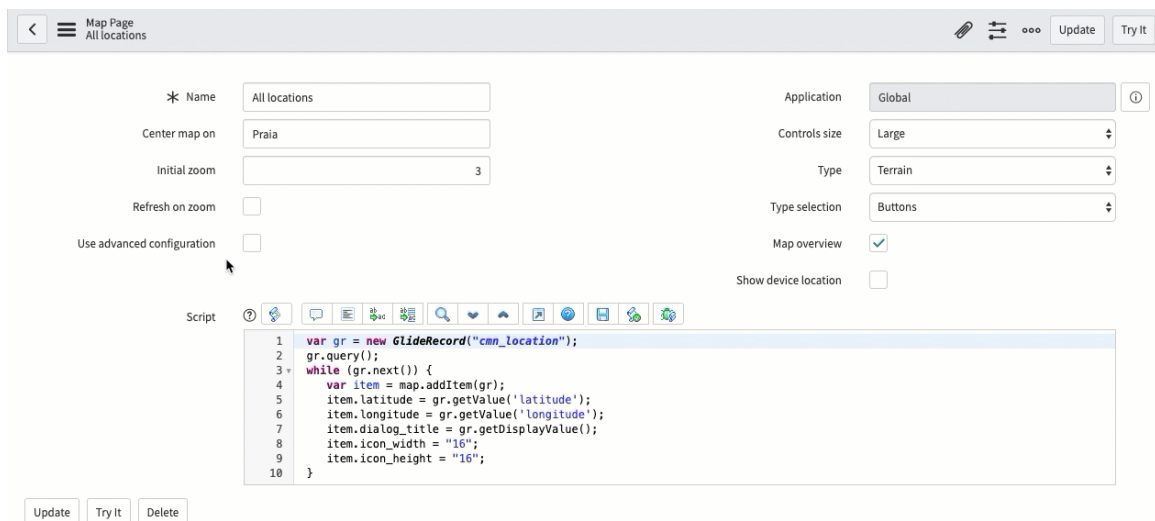 Map Page
All locations
Update
Try It
Name
All locations
Application
Global
Center map on
Praia
Controls size
Large
Initial zoom
3
Type
Terrain
Refresh on zoom
Type selection
Buttons
Use advanced configuration
Map overview
Show device location
Script
1 var gr = new GlideRecord("cmn_location");
2 gr.query();
3 while (gr.next()) {
4 var item = map.addItem(gr);
5 item.latitude = gr.getValue('latitude');
6 item.longitude = gr.getValue('longitude');
7 item.dialog_title = gr.getDisplayValue();
8 item.icon_width = "16";
9 item.icon_height = "16";
10 }
Update
Try It
Delete